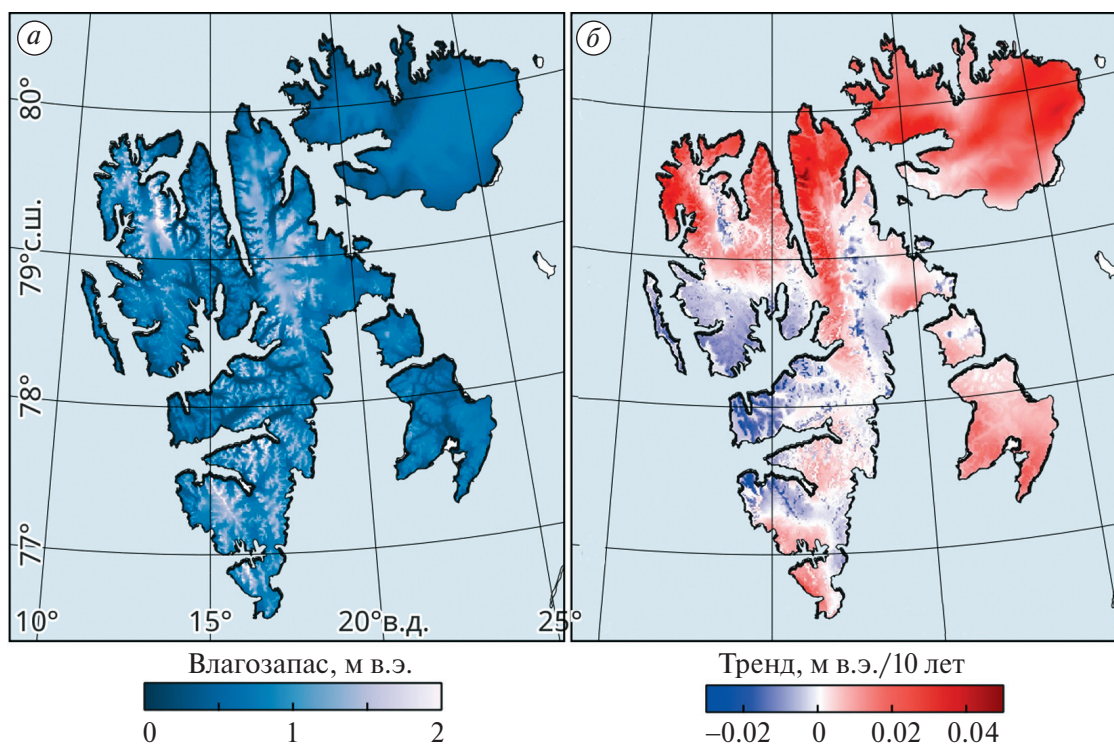 а
б
80°
79°с.ш.
78°
77°
10°
15°
20°в.д.
25°
Влагозапас, м в.э.
0
1
2
Тренд, м в.э./10 лет
−0.02
0
0.02
0.04